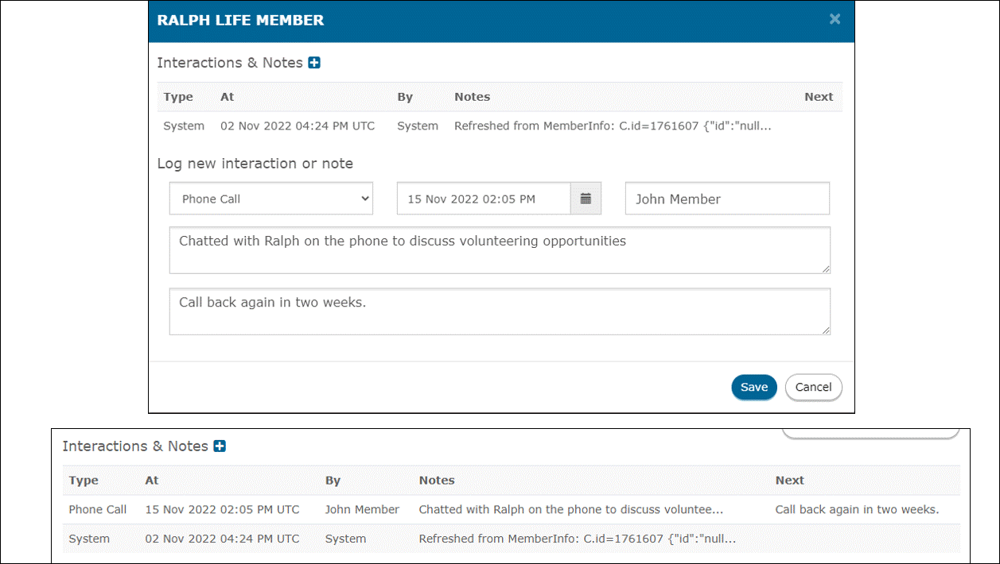 RALPH LIFE MEMBER ×
Interactions & Notes
Type At By Notes Next
System 02 Nov 2022 04:24 PM UTC System Refreshed from MemberInfo: C.id=1761607 {"id":"null...
Log new interaction or note
Phone Call 15 Nov 2022 02:05 PM John Member
Chatted with Ralph on the phone to discuss volunteering opportunities
Call back again in two weeks.
Save Cancel
Interactions & Notes
Type At By Notes Next
Phone Call 15 Nov 2022 02:05 PM UTC John Member Chatted with Ralph on the phone to discuss voluntee... Call back again in two weeks.
System 02 Nov 2022 04:24 PM UTC System Refreshed from MemberInfo: C.id=1761607 {"id":"null...